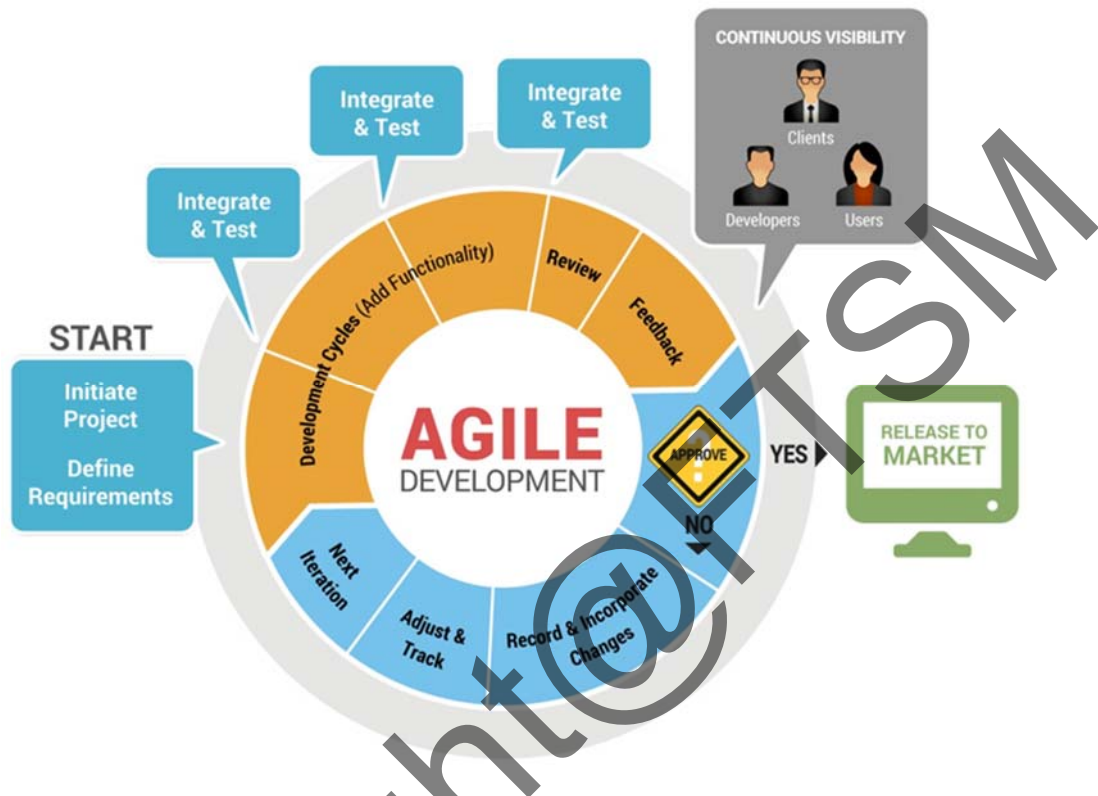 CONTINUOUS VISIBILITY
Clients
Developers Users
Integrate
& Test
Integrate
& Test
Integrate
& Test
START
Initiate
Project
Define
Requirements
Development Cycles (Add Functionality)
Review
Feedback
AGILE
DEVELOPMENT
APPROVE
YES
NO
RELEASE TO
MARKET
Record & Incorporate
Changes
Adjust &
Track
Next
Iteration
ht@FTSM